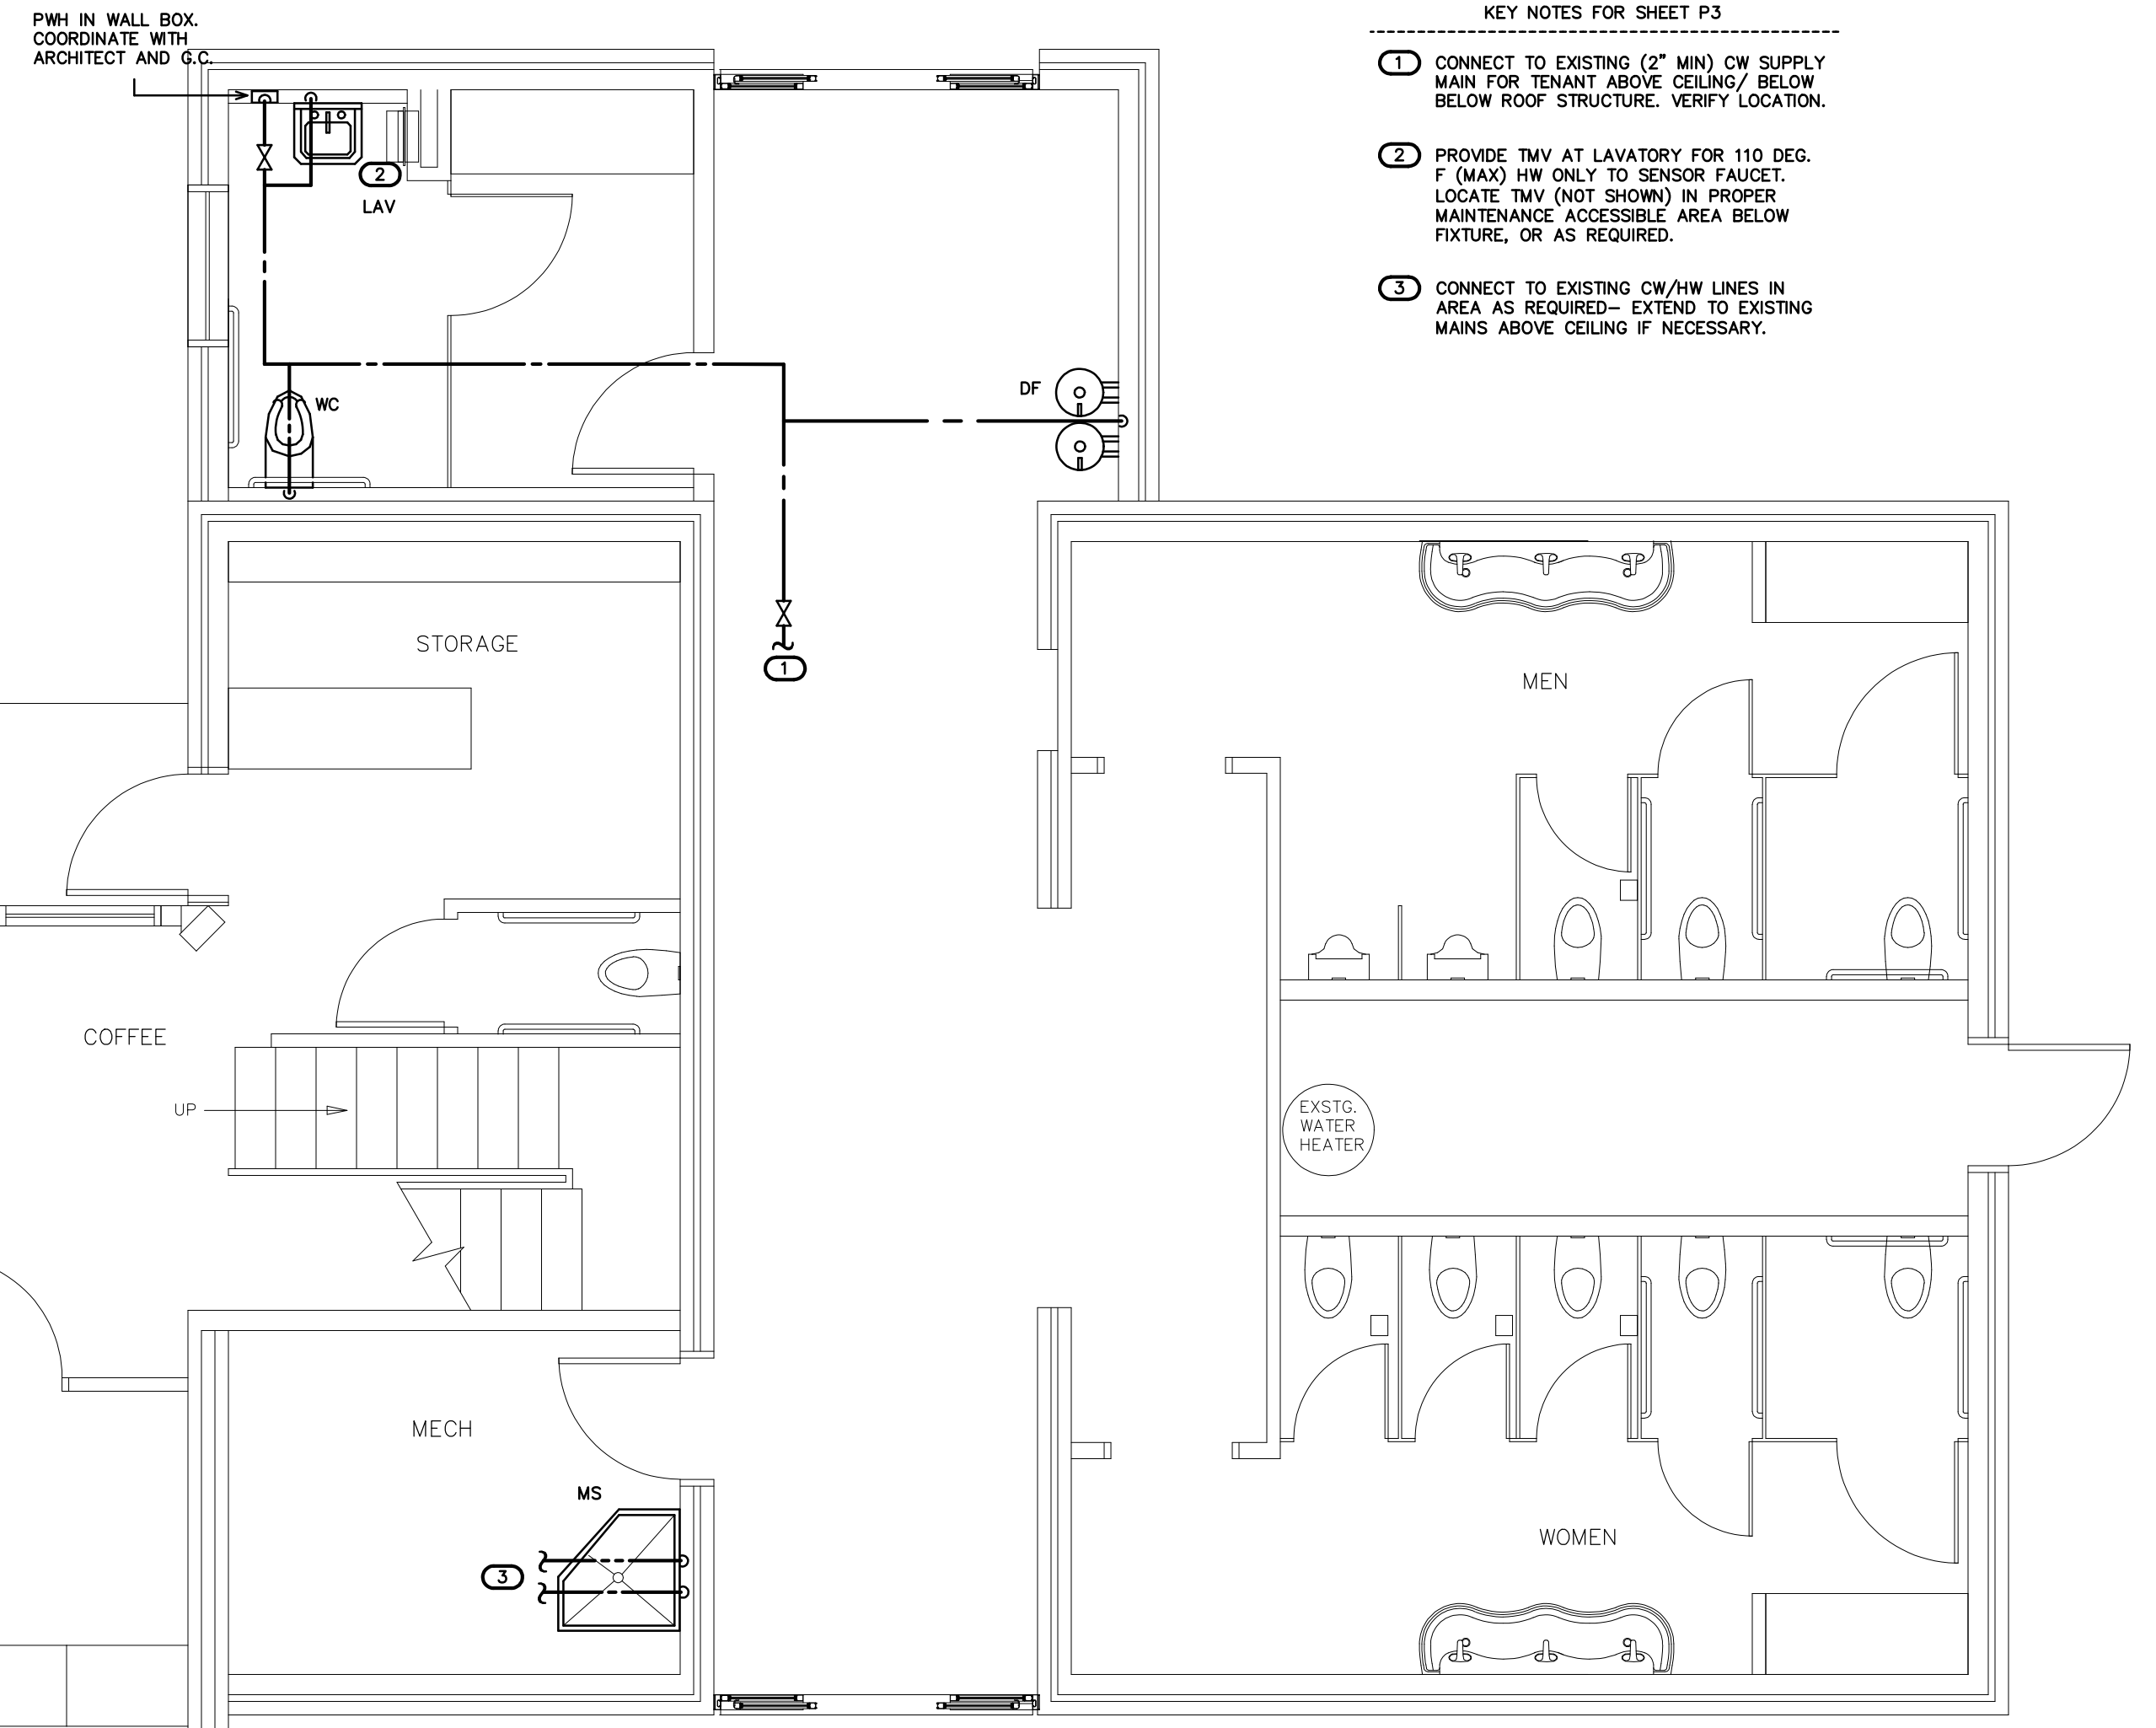 PWH IN WALL BOX.
COORDINATE WITH
ARCHITECT AND G.C.
KEY NOTES FOR SHEET P3
1 CONNECT TO EXISTING (2" MIN) CW SUPPLY
MAIN FOR TENANT ABOVE CEILING/ BELOW
BELOW ROOF STRUCTURE. VERIFY LOCATION.
2 PROVIDE TMV AT LAVATORY FOR 110 DEG.
F (MAX) HW ONLY TO SENSOR FAUCET.
LOCATE TMV (NOT SHOWN) IN PROPER
MAINTENANCE ACCESSIBLE AREA BELOW
FIXTURE, OR AS REQUIRED.
3 CONNECT TO EXISTING CW/HW LINES IN
AREA AS REQUIRED– EXTEND TO EXISTING
MAINS ABOVE CEILING IF NECESSARY.
2
LAV
WC
DF
STORAGE
1
MEN
COFFEE
UP
EXSTG.
WATER
HEATER
MECH
MS
3
WOMEN